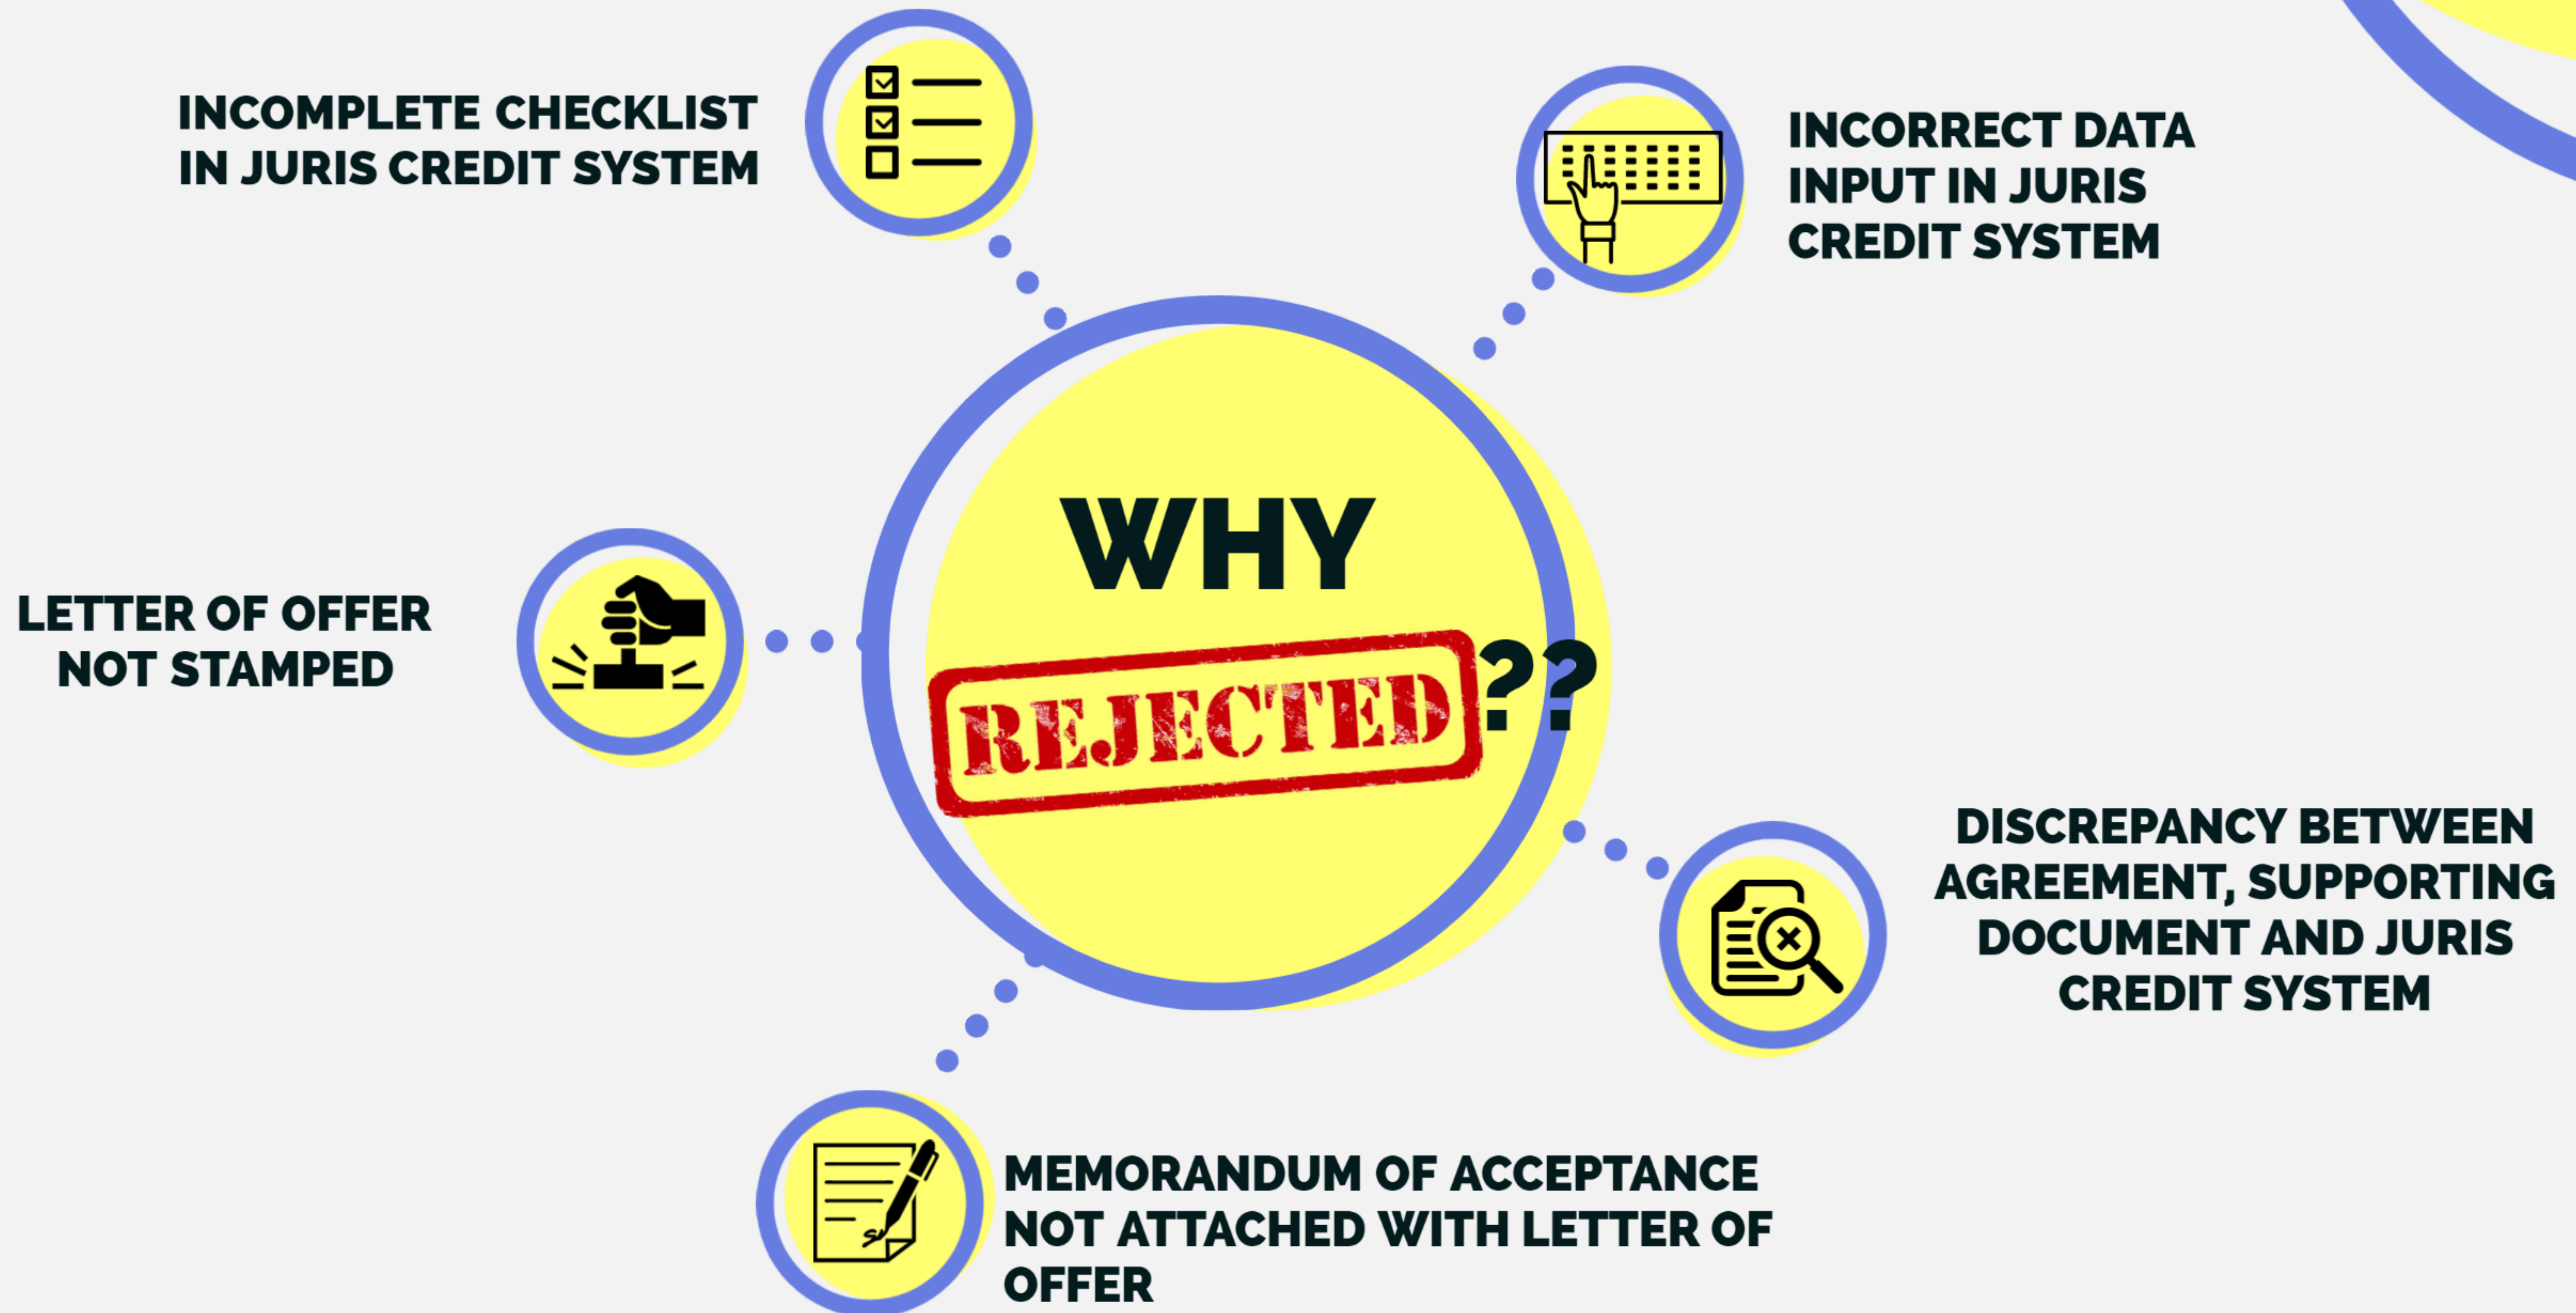 INCOMPLETE CHECKLIST
IN JURIS CREDIT SYSTEM
INCORRECT DATA
INPUT IN JURIS
CREDIT SYSTEM
WHY
REJECTED??
LETTER OF OFFER
NOT STAMPED
DISCREPANCY BETWEEN
AGREEMENT, SUPPORTING
DOCUMENT AND JURIS
CREDIT SYSTEM
MEMORANDUM OF ACCEPTANCE
NOT ATTACHED WITH LETTER OF
OFFER